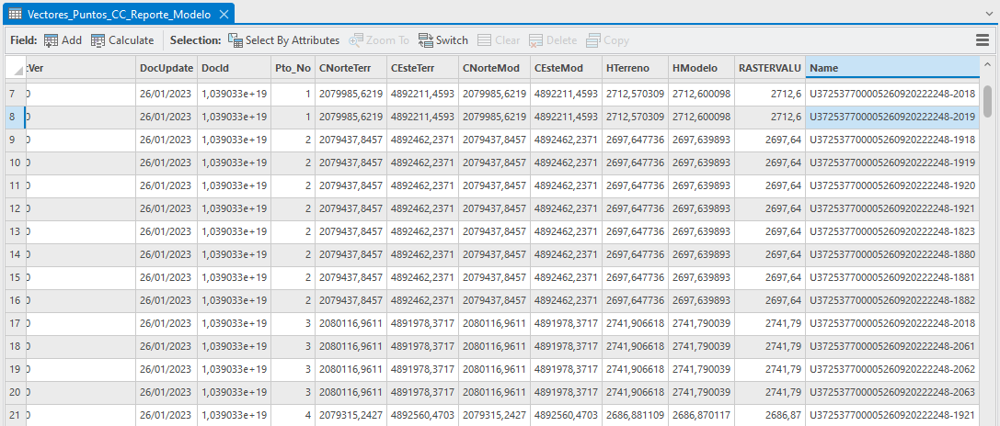 Vectores_Puntos_CC_Reporte_Modelo
Field: Add Calculate Selection: Select By Attributes Zoom To Switch Clear Delete Copy
:Ver DocUpdate DocId Pto_No CNorteTerr CEsteTerr CNorteMod CEsteMod HTerreno HModelo RASTERVALU Name
7 0 26/01/2023 1,039033e+19 1 2079985,6219 4892211,4593 2079985,6219 4892211,4593 2712,570309 2712,600098 2712,6 U3725377000052609202222248-2018
8 0 26/01/2023 1,039033e+19 1 2079985,6219 4892211,4593 2079985,6219 4892211,4593 2712,570309 2712,600098 2712,6 U3725377000052609202222248-2019
9 0 26/01/2023 1,039033e+19 2 2079437,8457 4892462,2371 2079437,8457 4892462,2371 2697,647736 2697,639893 2697,64 U3725377000052609202222248-1918
10 0 26/01/2023 1,039033e+19 2 2079437,8457 4892462,2371 2079437,8457 4892462,2371 2697,647736 2697,639893 2697,64 U3725377000052609202222248-1919
11 0 26/01/2023 1,039033e+19 2 2079437,8457 4892462,2371 2079437,8457 4892462,2371 2697,647736 2697,639893 2697,64 U3725377000052609202222248-1920
12 0 26/01/2023 1,039033e+19 2 2079437,8457 4892462,2371 2079437,8457 4892462,2371 2697,647736 2697,639893 2697,64 U3725377000052609202222248-1921
13 0 26/01/2023 1,039033e+19 2 2079437,8457 4892462,2371 2079437,8457 4892462,2371 2697,647736 2697,639893 2697,64 U3725377000052609202222248-1823
14 0 26/01/2023 1,039033e+19 2 2079437,8457 4892462,2371 2079437,8457 4892462,2371 2697,647736 2697,639893 2697,64 U3725377000052609202222248-1880
15 0 26/01/2023 1,039033e+19 2 2079437,8457 4892462,2371 2079437,8457 4892462,2371 2697,647736 2697,639893 2697,64 U3725377000052609202222248-1881
16 0 26/01/2023 1,039033e+19 2 2079437,8457 4892462,2371 2079437,8457 4892462,2371 2697,647736 2697,639893 2697,64 U3725377000052609202222248-1882
17 0 26/01/2023 1,039033e+19 3 2080116,9611 4891978,3717 2080116,9611 4891978,3717 2741,906618 2741,790039 2741,79 U3725377000052609202222248-2018
18 0 26/01/2023 1,039033e+19 3 2080116,9611 4891978,3717 2080116,9611 4891978,3717 2741,906618 2741,790039 2741,79 U3725377000052609202222248-2061
19 0 26/01/2023 1,039033e+19 3 2080116,9611 4891978,3717 2080116,9611 4891978,3717 2741,906618 2741,790039 2741,79 U3725377000052609202222248-2062
20 0 26/01/2023 1,039033e+19 3 2080116,9611 4891978,3717 2080116,9611 4891978,3717 2741,906618 2741,790039 2741,79 U3725377000052609202222248-2063
21 0 26/01/2023 1,039033e+19 4 2079315,2427 4892560,4703 2079315,2427 4892560,4703 2686,881109 2686,870117 2686,87 U3725377000052609202222248-1921